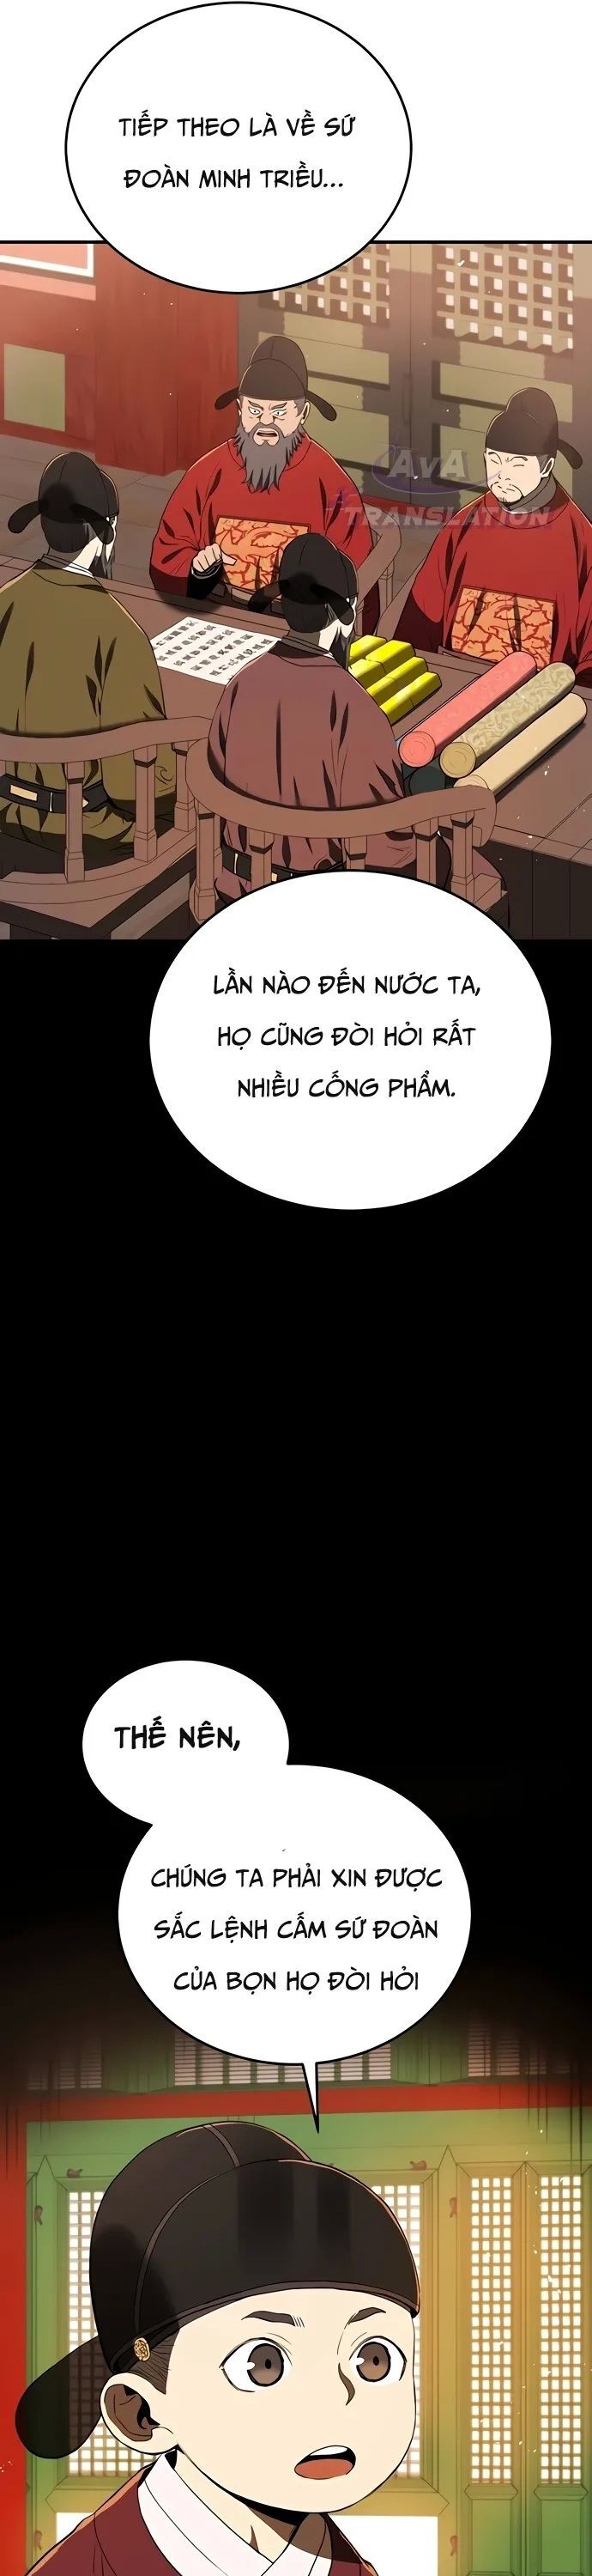 TIẾP THEO LÀ VỀ SỨ
ĐOÀN MINH TRIỀU...
AVA
TRANSLATION
LẦN NÀO ĐẾN NƯỚC TA,
HỌ CŨNG ĐÒI HỎI RẤT
NHIỀU CỐNG PHẨM.
THẾ NÊN,
CHÚNG TA PHẢI XIN ĐƯỢC
SẮC LỆNH CẤM SỨ ĐOÀN
CỦA BỌN HỌ ĐÒI HỎI